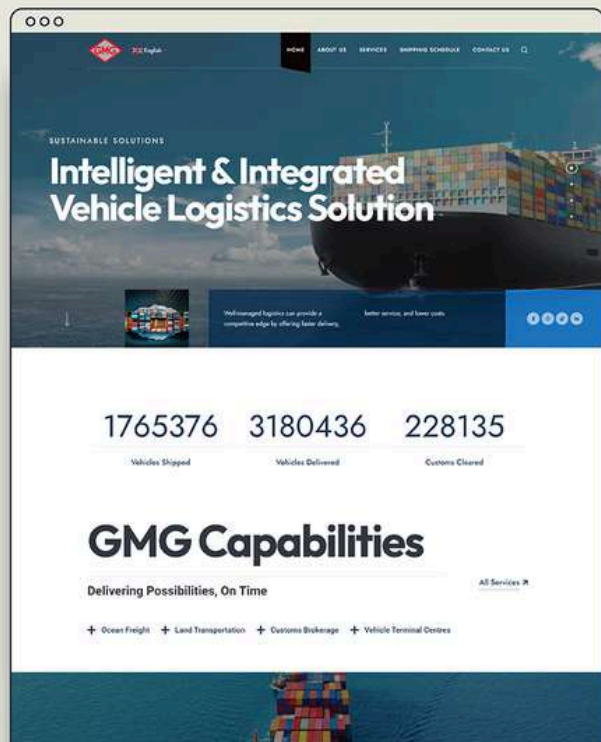 GMG
English
HOME ABOUT US SERVICES SHIPPING SCHEDULE CONTACT US
SUSTAINABLE SOLUTIONS
Intelligent & Integrated
Vehicle Logistics Solution
Well-managed logistics can provide a
competitive edge by offering faster delivery,
better service, and lower costs.
1765376 3180436 228135
Vehicles Shipped Vehicles Delivered Customs Cleared
GMG Capabilities
Delivering Possibilities, On Time
All Services
Ocean Freight Land Transportation Customs Brokerage Vehicle Terminal Centres